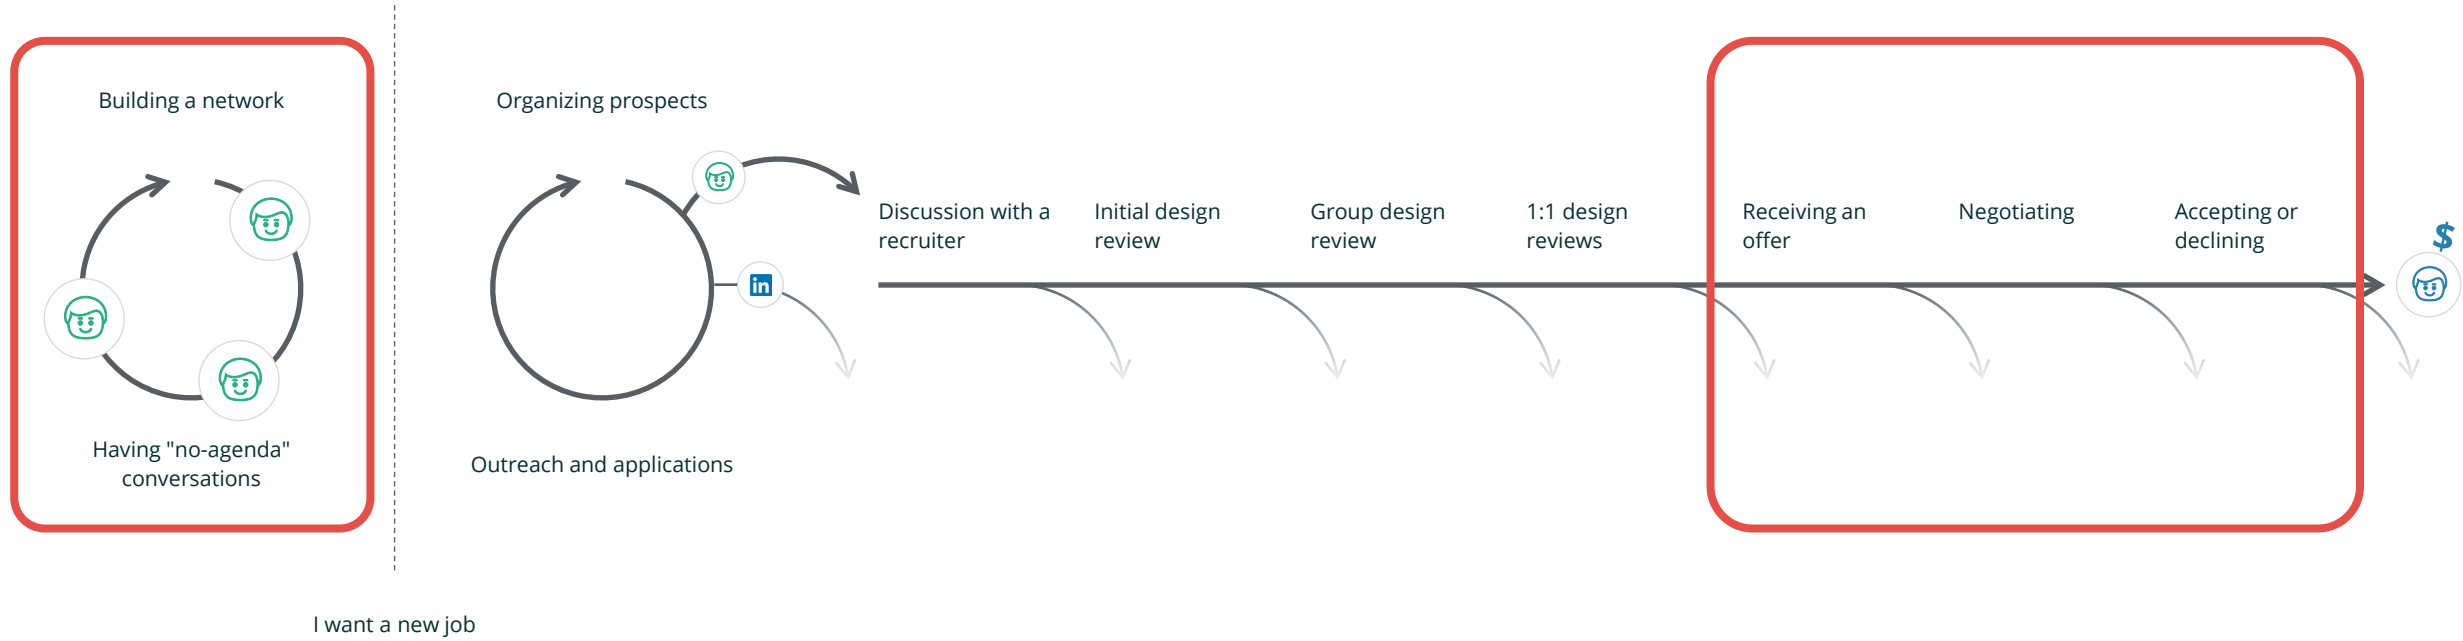 Building a network
Having "no-agenda"
conversations
I want a new job
Organizing prospects
in
Outreach and applications
Discussion with a
recruiter
Initial design
review
Group design
review
1:1 design
reviews
Receiving an
offer
Negotiating
Accepting or
declining
$